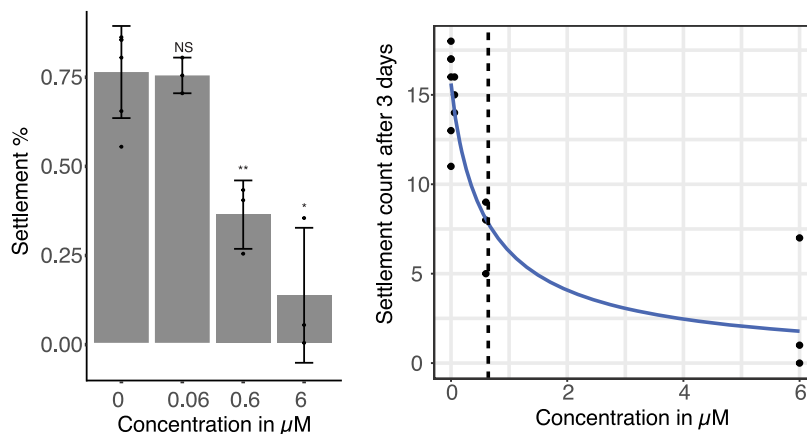 Settlement %
0.75
0.50
0.25
0.00
NS
**
*
0 0.06 0.6 6
Concentration in µM
Settlement count after 3 days
15
10
5
0
0 2 4 6
Concentration in µM